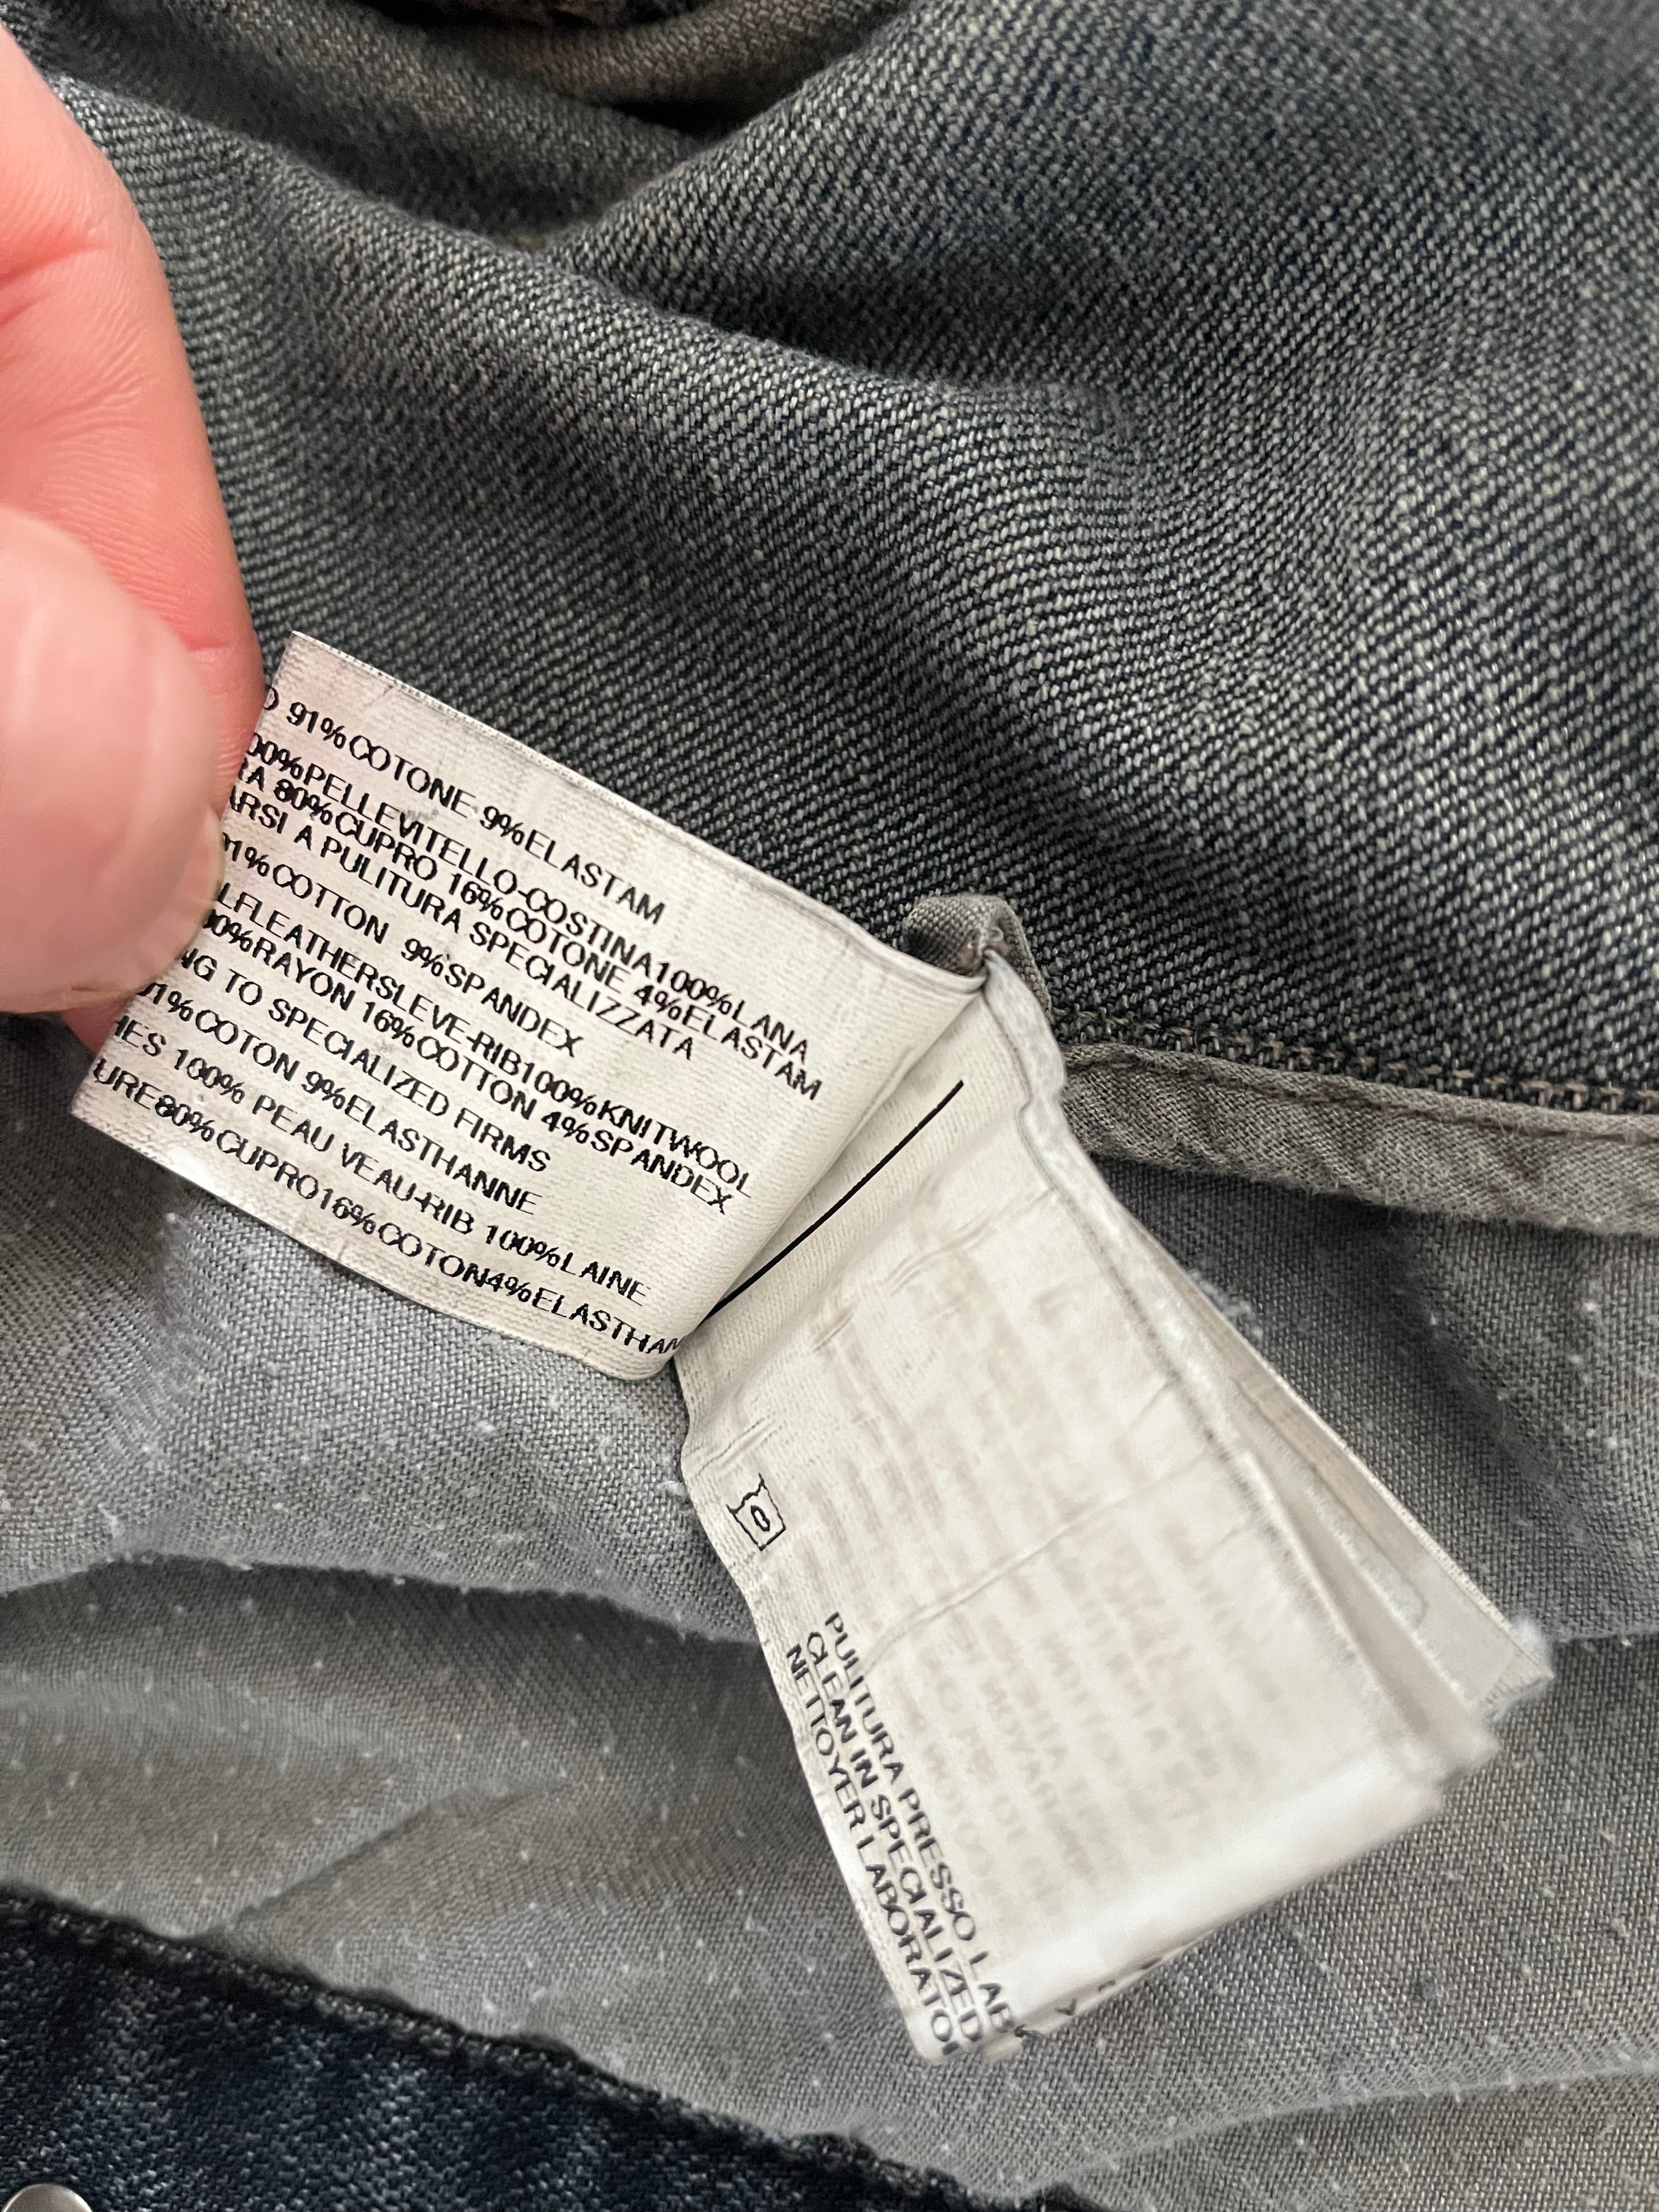 91%COTONE 9%ELASTAM
00%PELLEVITELLO-COSTINA100%LANA
RA 80%CUPRO 16%COTONE 4%ELASTAM
ARSI A PULITURA SPECIALIZZATA
91%COTTON 9%SPANDEX
LFLEATHERSLEVE-RIB100%KNITWOOL
00%RAYON 16%COTTON 4%SPANDEX
NG TO SPECIALIZED FIRMS
91%COTON 9%ELASTHANNE
HES 100% PEAU VEAU-RIB 100%LAINE
URE80%CUPRO16%COTON4%ELASTHAN
PULITURA PRESSO LAB
CLEAN IN SPECIALIZED
NETTOYER LABORATO